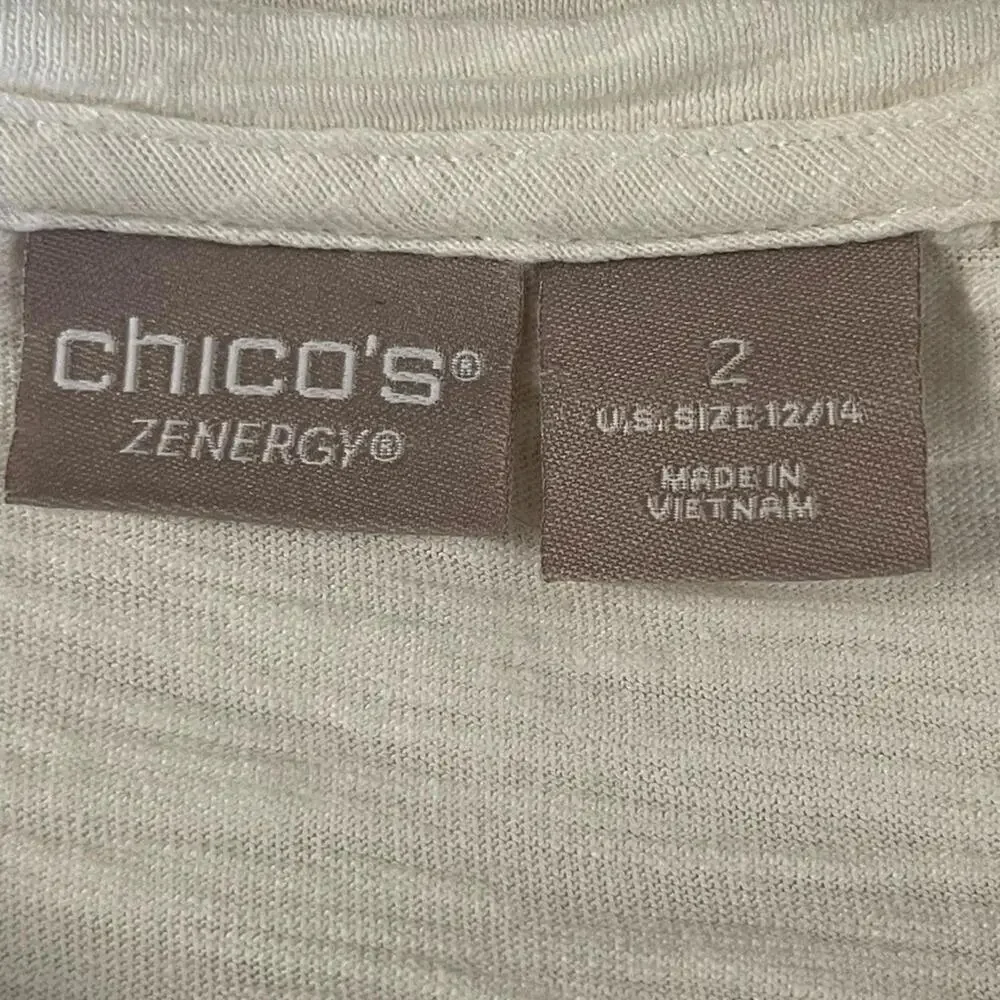 chico's®
ZENERGY®
2
U.S. SIZE 12/14
MADE IN
VIETNAM